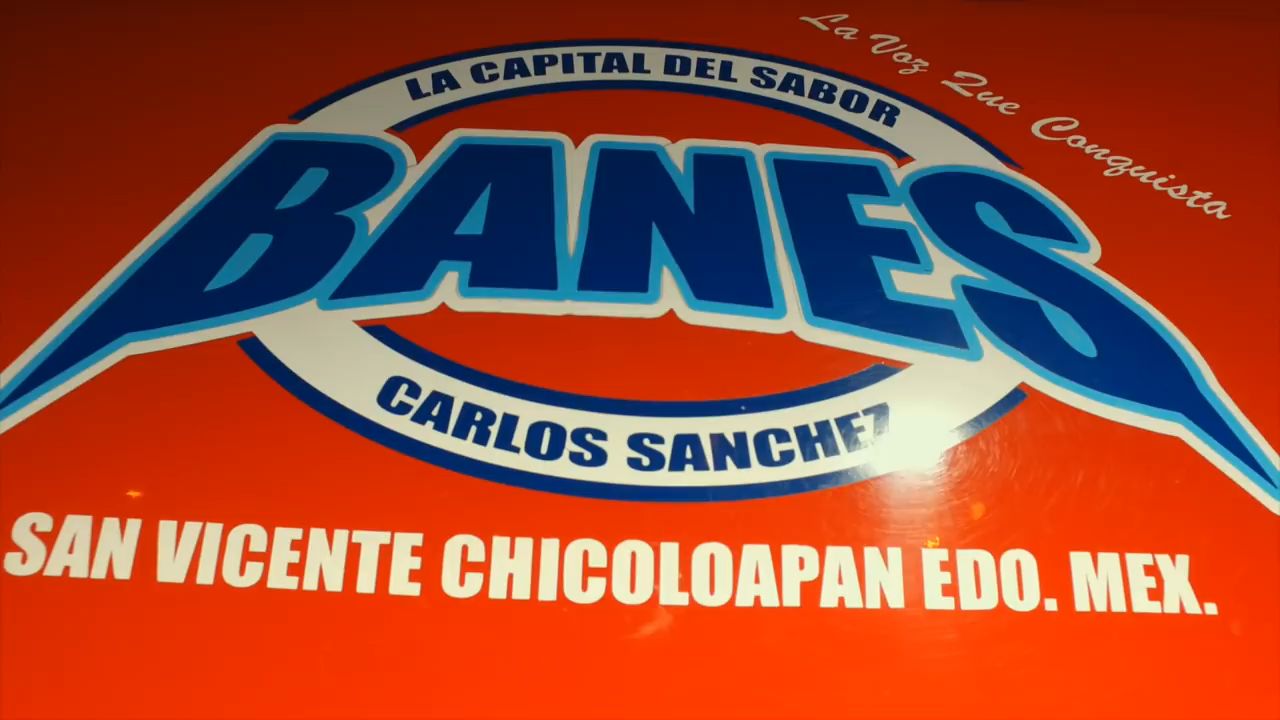 La Voz Que Conquista
LA CAPITAL DEL SABOR
BANES
CARLOS SANCHEZ
SAN VICENTE CHICOLOAPAN EDO. MEX.